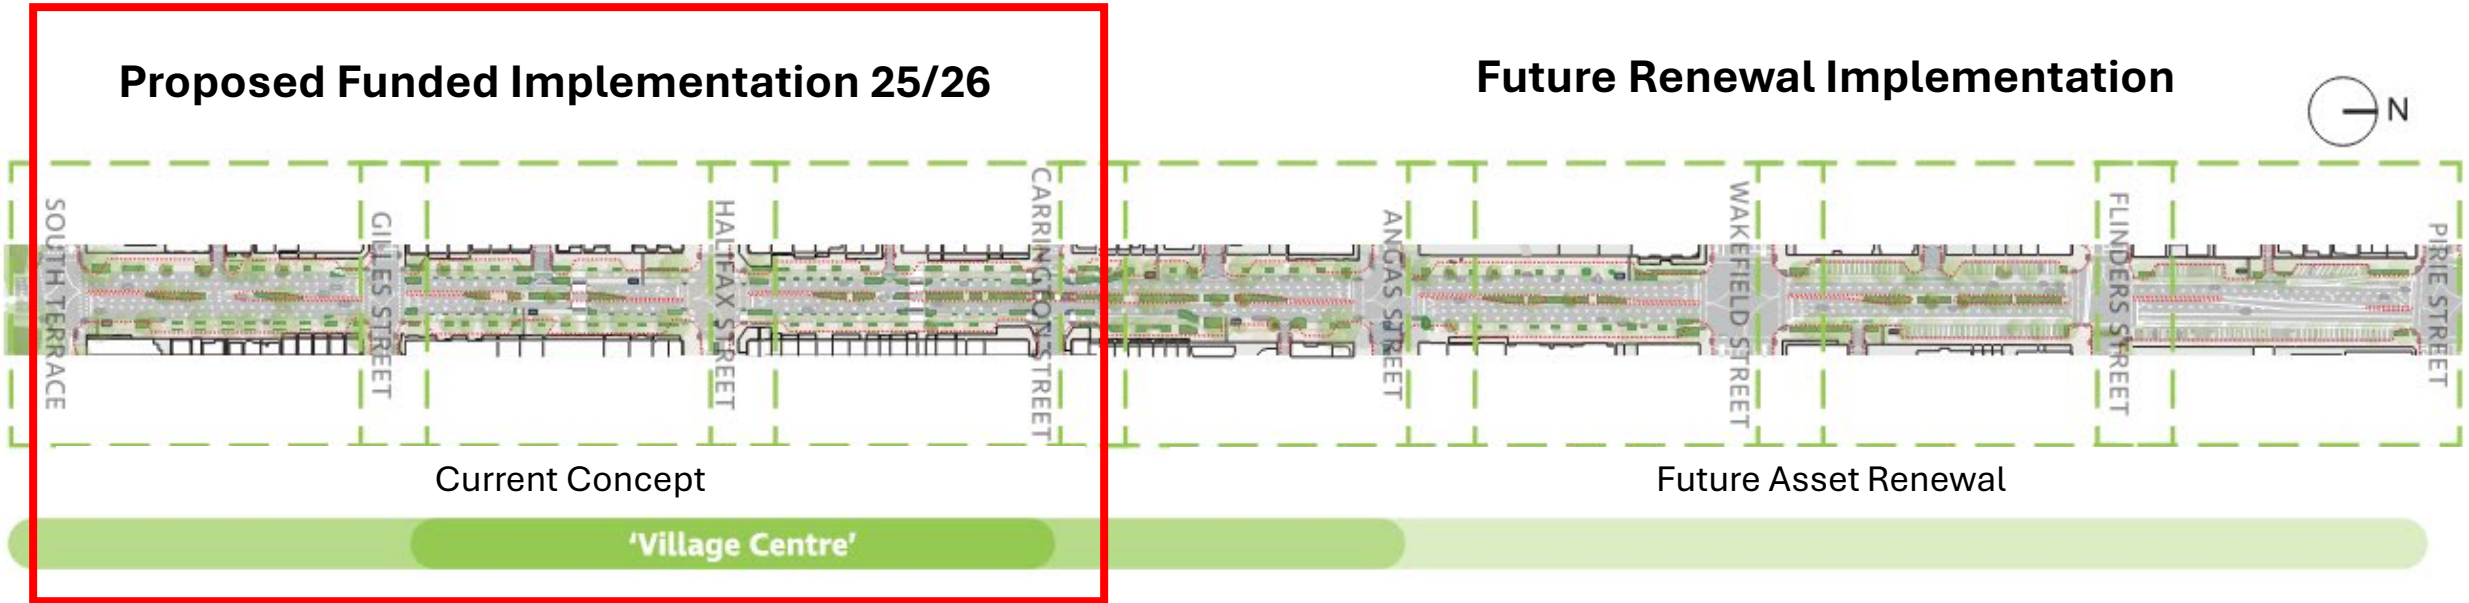 Proposed Funded Implementation 25/26
Future Renewal Implementation
N
SOUTH TERRACE
GILLES STREET
HALIFAX STREET
CARRINGTON STREET
ANGAS STREET
WAKEFIELD STREET
FLINDERS STREET
PIRIE STREET
Current Concept
Future Asset Renewal
‘Village Centre’